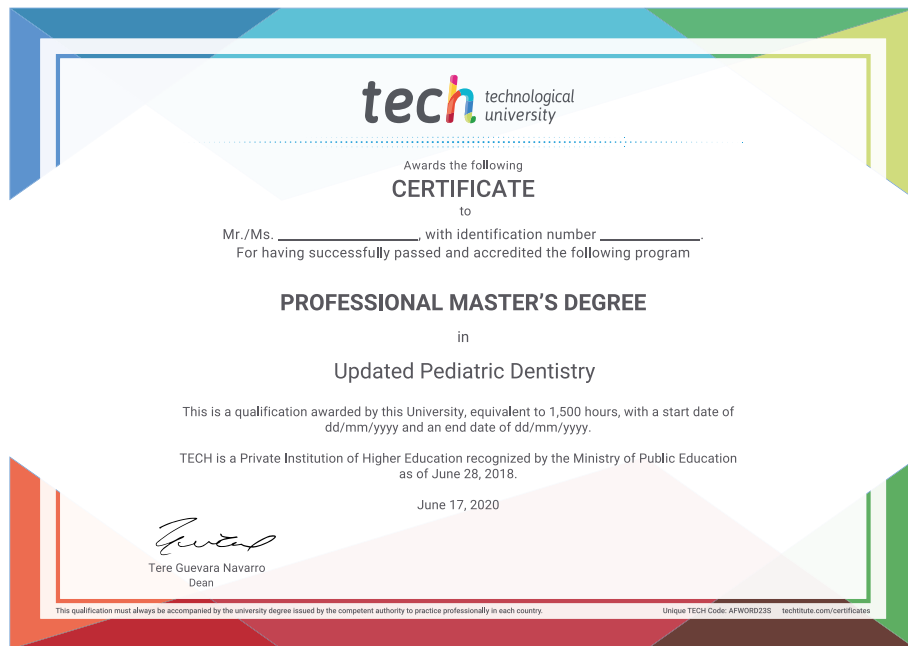 tech technological
university
Awards the following
CERTIFICATE
to
Mr./Ms. ____________________, with identification number ______________.
For having successfully passed and accredited the following program
PROFESSIONAL MASTER'S DEGREE
in
Updated Pediatric Dentistry
This is a qualification awarded by this University, equivalent to 1,500 hours, with a start date of
dd/mm/yyyy and an end date of dd/mm/yyyy.
TECH is a Private Institution of Higher Education recognized by the Ministry of Public Education
as of June 28, 2018.
June 17, 2020
Tere Guevara Navarro
Dean
This qualification must always be accompanied by the university degree issued by the competent authority to practice professionally in each country.
Unique TECH Code: AFWORD23S techtitute.com/certificates